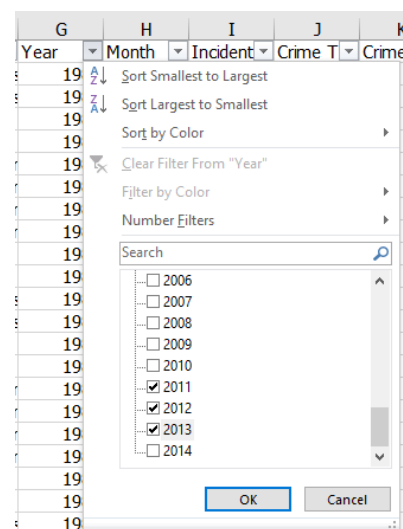 G H I J K
Year Month Incident Crime T Crime
19 Sort Smallest to Largest
19 Sort Largest to Smallest
19 Sort by Color
19
19 Clear Filter From "Year"
19 Filter by Color
19
19 Number Filters
19 Search
19 2006
19 2007
19 2008
19 2009
19 2010
19 2011
19 2012
19 2013
19 2014
19
19 OK Cancel
19